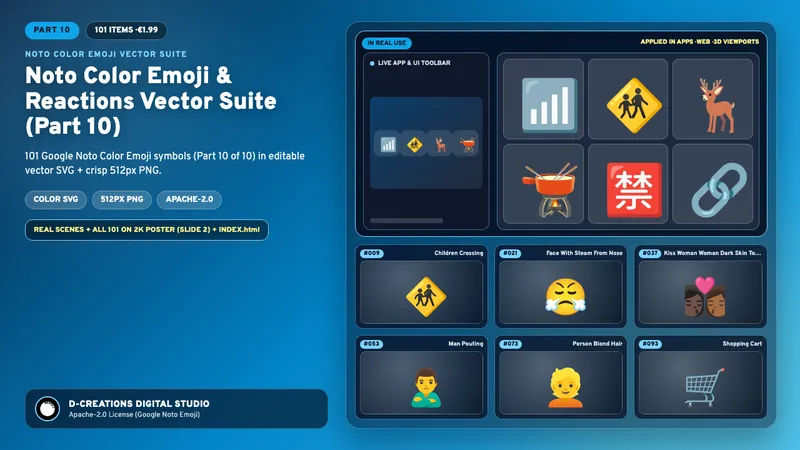 PART 10
101 ITEMS ·€1.99
NOTO COLOR EMOJI VECTOR SUITE
Noto Color Emoji &
Reactions Vector Suite
(Part 10)
101 Google Noto Color Emoji symbols (Part 10 of 10) in editable
vector SVG + crisp 512px PNG.
COLOR SVG
512PX PNG
APACHE-2.0
REAL SCENES + ALL 101 ON 2K POSTER (SLIDE 2) + INDEX.html
D-CREATIONS DIGITAL STUDIO
Apache-2.0 License (Google Noto Emoji)
IN REAL USE
APPLIED IN APPS ·WEB ·3D VIEWPORTS
LIVE APP & UI TOOLBAR
禁
#009
Children Crossing
#021
Face With Steam From Nose
#037
Kiss Woman Woman Dark Skin To...
#053
Man Pouting
#073
Person Blond Hair
#093
Shopping Cart